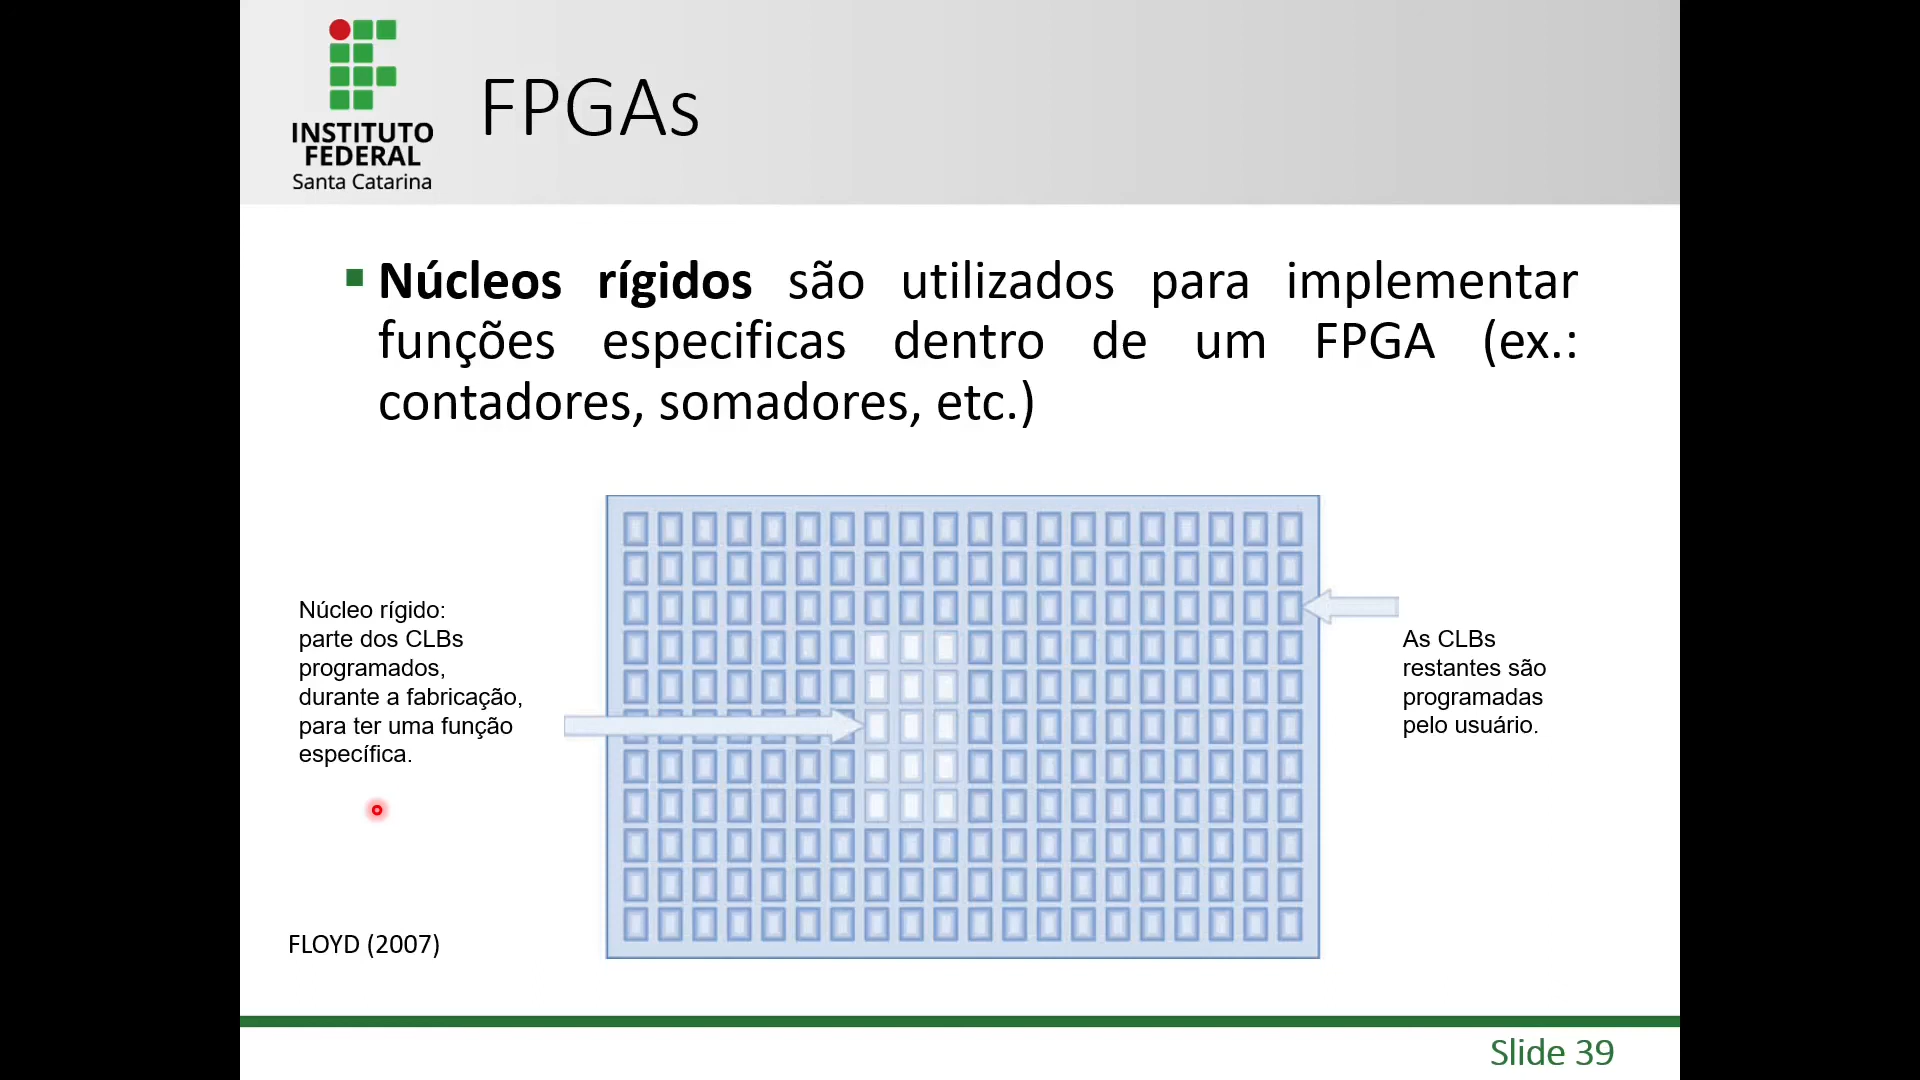 INSTITUTO
FEDERAL
Santa Catarina
FPGAs
Núcleos rígidos são utilizados para implementar
funções especificas dentro de um FPGA (ex.:
contadores, somadores, etc.)
Núcleo rígido:
parte dos CLBs
programados,
durante a fabricação,
para ter uma função
específica.
As CLBs
restantes são
programadas
pelo usuário.
FLOYD (2007)
Slide 39